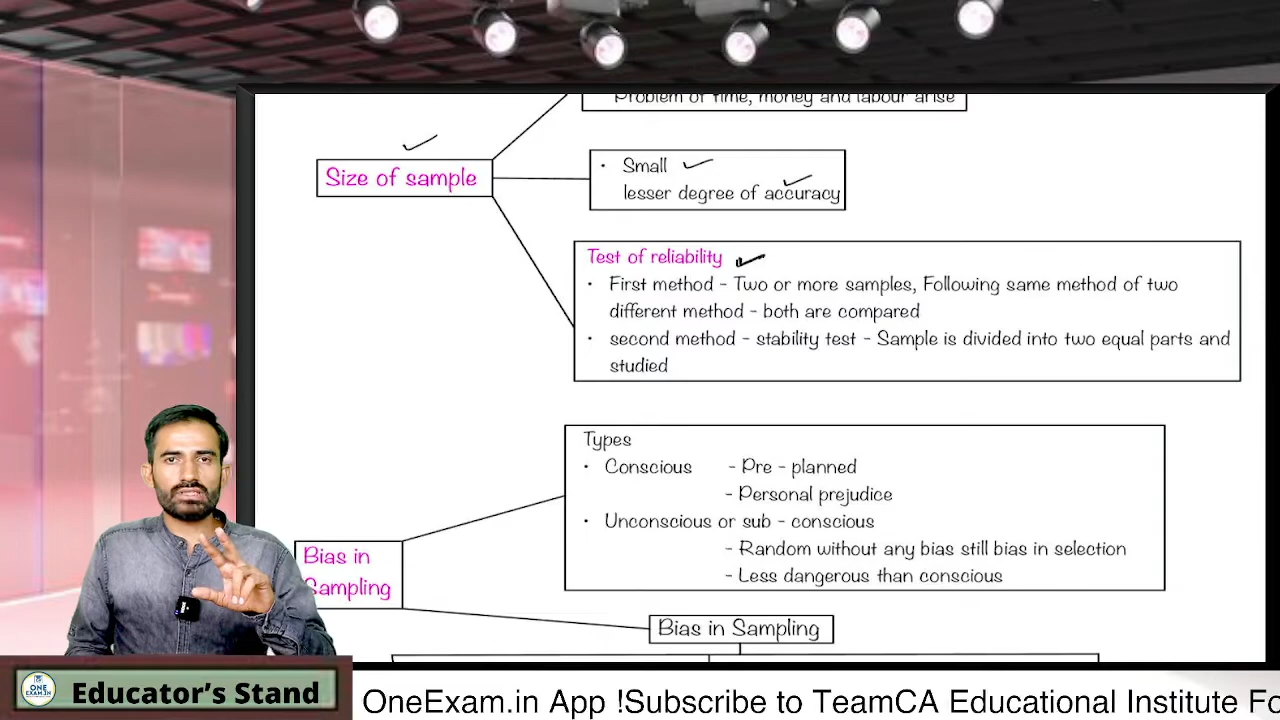 Problem of time, money and labour arise
Size of sample
• Small
lesser degree of accuracy
Test of reliability
• First method - Two or more samples, Following same method of two
different method - both are compared
• second method - stability test - Sample is divided into two equal parts and
studied
Types
• Conscious - Pre - planned
- Personal prejudice
• Unconscious or sub - conscious
- Random without any bias still bias in selection
- Less dangerous than conscious
Bias in
Sampling
Bias in Sampling
ONE
EXAM.IN
Educator's Stand
OneExam.in App !Subscribe to TeamCA Educational Institute Fo